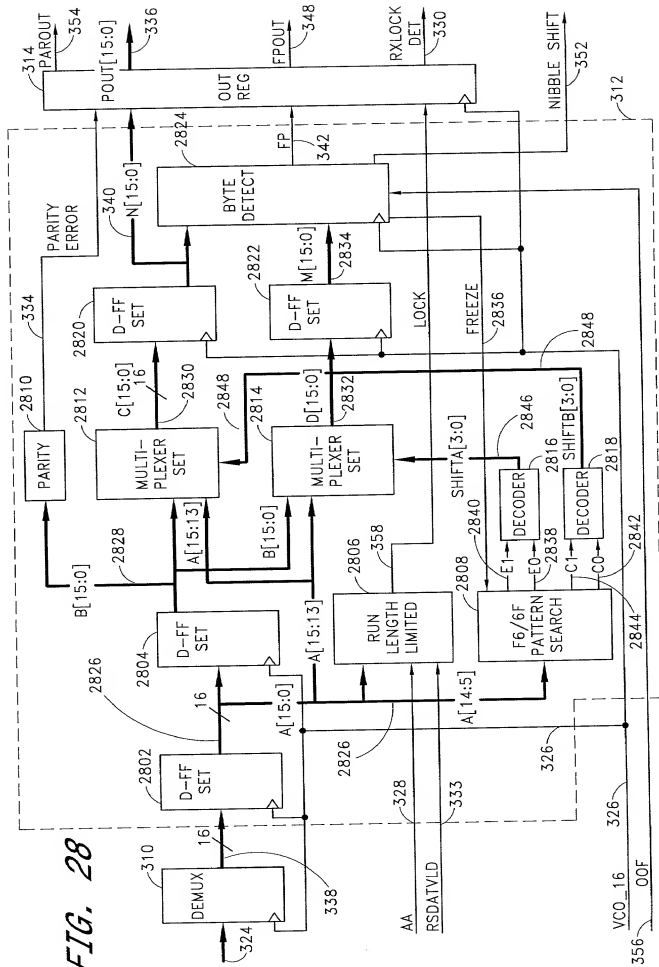 FIG. 28
324
DEMUX
310
338
16
D-FF
SET
2802
2826
16
A[15:0]
D-FF
SET
2804
B[15:0]
2828
PARITY
2810
334
PARITY
ERROR
MULTI-
PLEXER
SET
2812
A[15:13]
A[15:13]
B[15:0]
C[15:0]
16
2830
2848
MULTI-
PLEXER
SET
2814
D[15:0]
2832
D-FF
SET
2820
340
N[15:0]
D-FF
SET
2822
M[15:0]
2834
BYTE
DETECT
2824
FP
342
OUT
REG
314
PAROUT
354
POUT[15:0]
336
FPOUT
348
RXLOCK
DET
330
NIBBLE SHIFT
352
312
RUN
LENGTH
LIMITED
2806
358
LOCK
FREEZE
2836
2848
2826
A[14:5]
F6/6F
PATTERN
SEARCH
2808
2840
E1
E0
2838
C1
C0
2844
2842
DECODER
2816
DECODER
2818
SHIFTA[3:0]
2846
SHIFTB[3:0]
AA
328
RSDATVLD
333
326
VCO_16
326
OOF
356